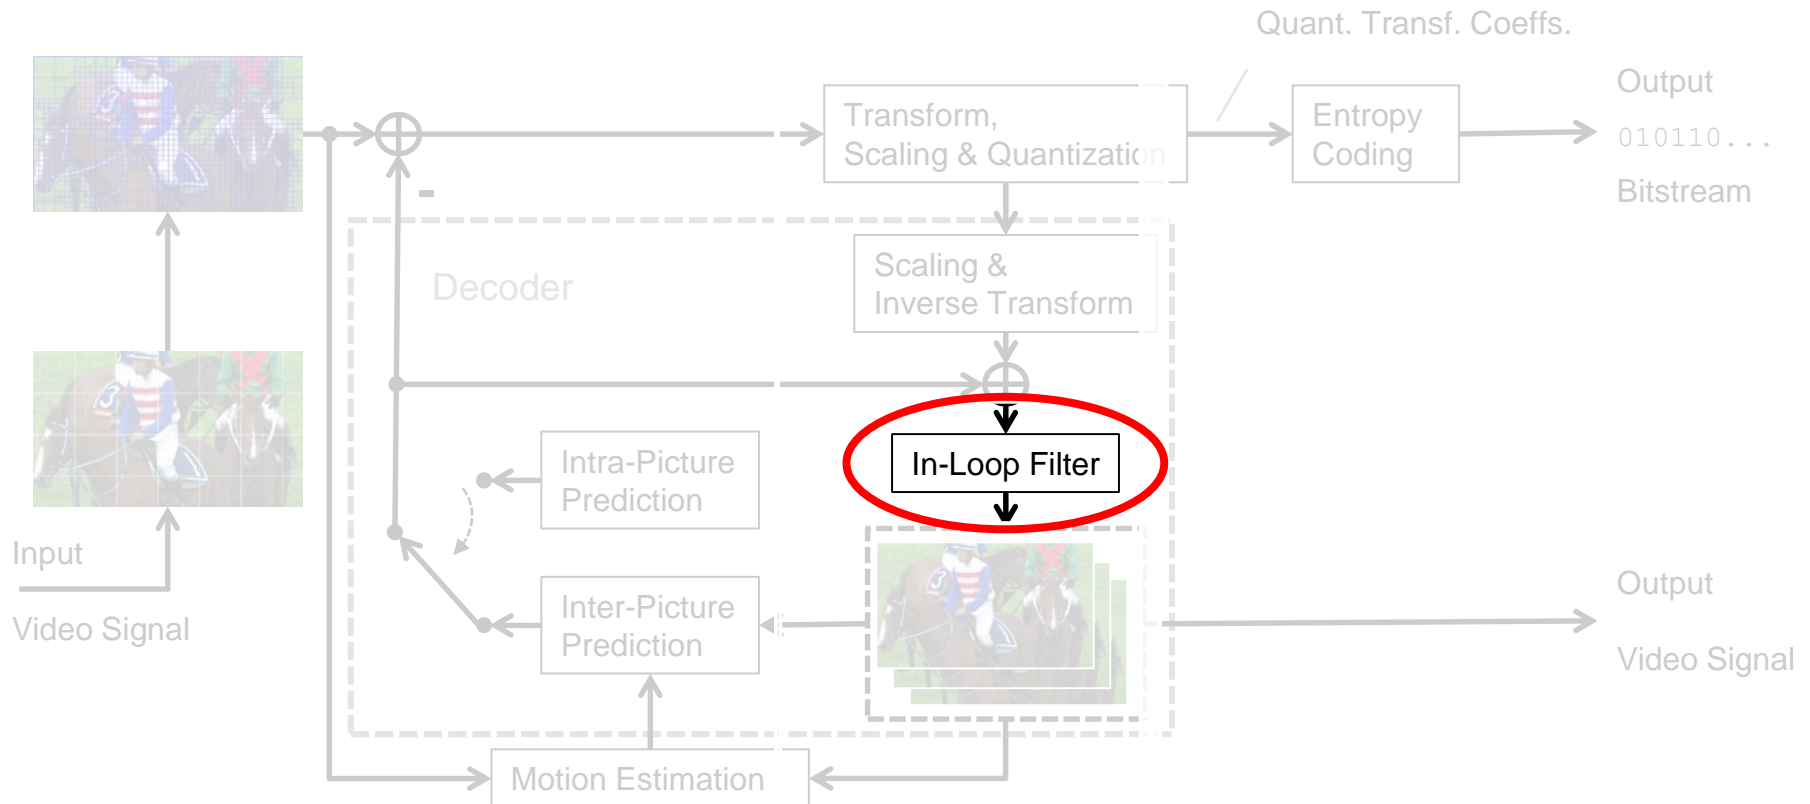 Quant. Transf. Coeffs.
Output
010110...
Bitstream
Transform,
Scaling & Quantization
Entropy
Coding
-
Decoder
Scaling &
Inverse Transform
In-Loop Filter
Intra-Picture
Prediction
Input
Video Signal
Inter-Picture
Prediction
Output
Video Signal
Motion Estimation